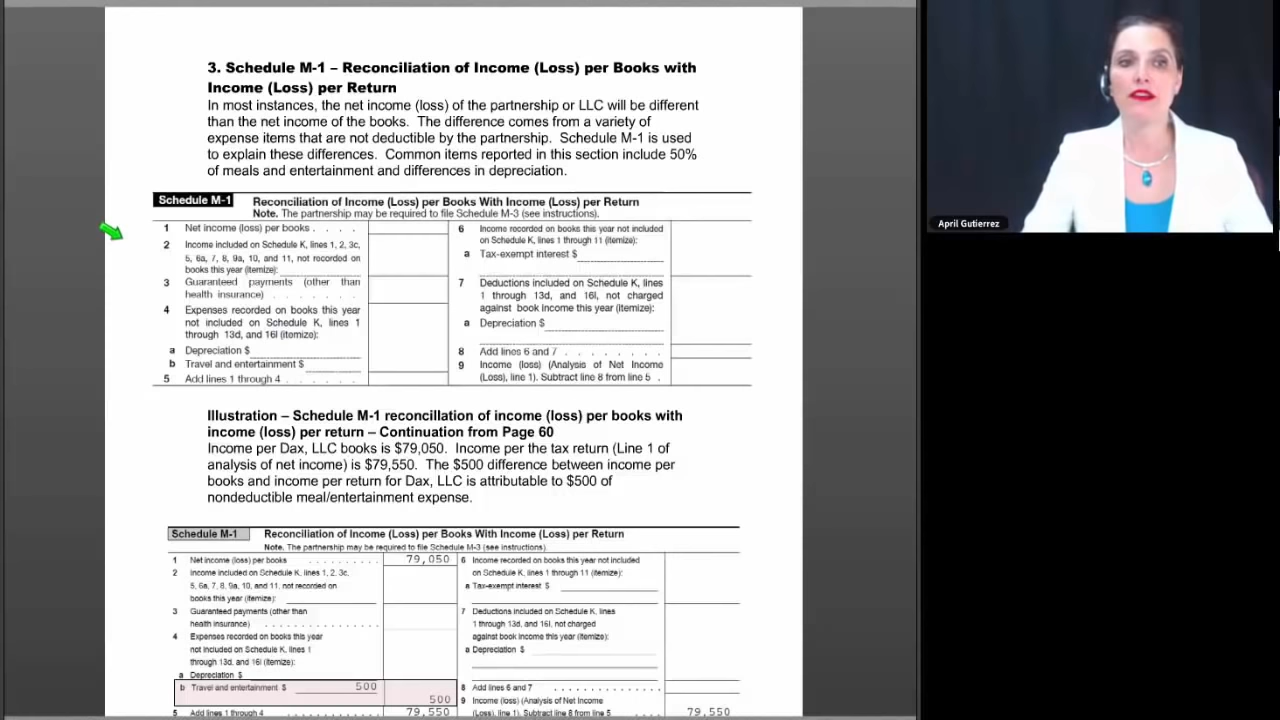 3. Schedule M-1 – Reconciliation of Income (Loss) per Books with
Income (Loss) per Return
In most instances, the net income (loss) of the partnership or LLC will be different
than the net income of the books.  The difference comes from a variety of
expense items that are not deductible by the partnership.  Schedule M-1 is used
to explain these differences.  Common items reported in this section include 50%
of meals and entertainment and differences in depreciation.
Schedule M-1 Reconciliation of Income (Loss) per Books With Income (Loss) per Return
Note. The partnership may be required to file Schedule M-3 (see instructions).
1 Net income (loss) per books . . . .
2 Income included on Schedule K, lines 1, 2, 3c,
5, 6a, 7, 8, 9a, 10, and 11, not recorded on
books this year (itemize):
3 Guaranteed payments (other than
health insurance) . . . . . . .
4 Expenses recorded on books this year
not included on Schedule K, lines 1
through 13d, and 16l (itemize):
a Depreciation $
b Travel and entertainment $
5 Add lines 1 through 4 . . . . . .
6 Income recorded on books this year not included
on Schedule K, lines 1 through 11 (itemize):
a Tax-exempt interest $
7 Deductions included on Schedule K, lines
1 through 13d, and 16l, not charged
against book income this year (itemize):
a Depreciation $
8 Add lines 6 and 7 . . . . . . . .
9 Income (loss) (Analysis of Net Income
(Loss), line 1). Subtract line 8 from line 5 .
Illustration – Schedule M-1 reconcillation of income (loss) per books with
income (loss) per return – Continuation from Page 60
Income per Dax, LLC books is $79,050.  Income per the tax return (Line 1 of
analysis of net income) is $79,550.  The $500 difference between income per
books and income per return for Dax, LLC is attributable to $500 of
nondeductible meal/entertainment expense.
Schedule M-1 Reconciliation of Income (Loss) per Books With Income (Loss) per Return
Note. The partnership may be required to file Schedule M-3 (see instructions).
1 Net income (loss) per books . . . . . . . . . . 79,050
2 Income included on Schedule K, lines 1, 2, 3c,
5, 6a, 7, 8, 9a, 10, and 11, not recorded on
books this year (itemize):
3 Guaranteed payments (other than
health insurance) . . . . . . . . . . . . . . .
4 Expenses recorded on books this year
not included on Schedule K, lines 1
through 13d, and 16l (itemize):
a Depreciation $
b Travel and entertainment $ 500
500
5 Add lines 1 through 4 . . . . . . . . . . . . . 79,550
6 Income recorded on books this year not included
on Schedule K, lines 1 through 11 (itemize):
a Tax-exempt interest $
7 Deductions included on Schedule K, lines
1 through 13d, and 16l, not charged
against book income this year (itemize):
a Depreciation $
8 Add lines 6 and 7 . . . . . . . . . . . . . .
9 Income (loss) (Analysis of Net Income
(Loss), line 1). Subtract line 8 from line 5 . . . . 79,550
April Gutierrez